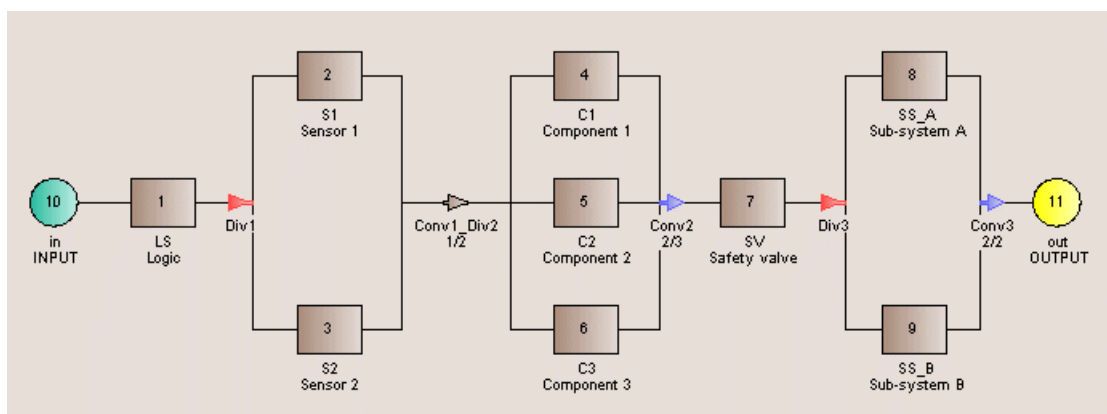 10
in
INPUT
1
LS
Logic
Div1
2
S1
Sensor 1
3
S2
Sensor 2
Conv1_Div2
1/2
4
C1
Component 1
5
C2
Component 2
6
C3
Component 3
Conv2
2/3
7
SV
Safety valve
Div3
8
SS_A
Sub-system A
9
SS_B
Sub-system B
Conv3
2/2
11
out
OUTPUT